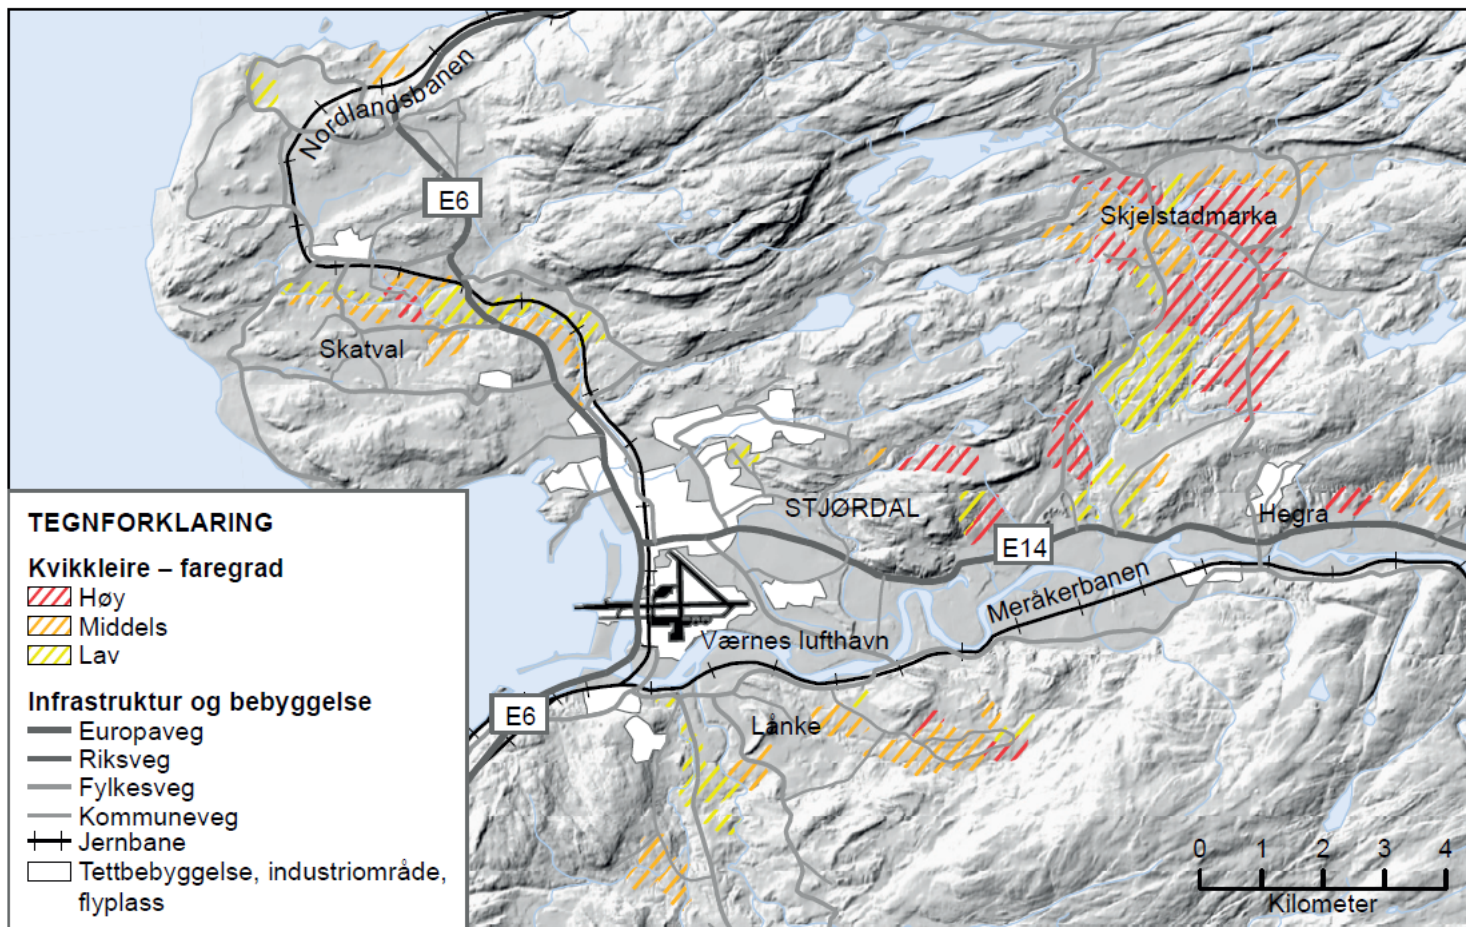 Nordlandsbanen
E6
Skjelstadmarka
Skatval
STJØRDAL
Hegra
E14
Meråkerbanen
Værnes lufthavn
E6
Lånke
TEGNFORKLARING
Kvikkleire – faregrad
Høy
Middels
Lav
Infrastruktur og bebyggelse
Europaveg
Riksveg
Fylkesveg
Kommuneveg
Jernbane
Tettbebyggelse, industriområde,
flyplass
0 1 2 3 4
Kilometer